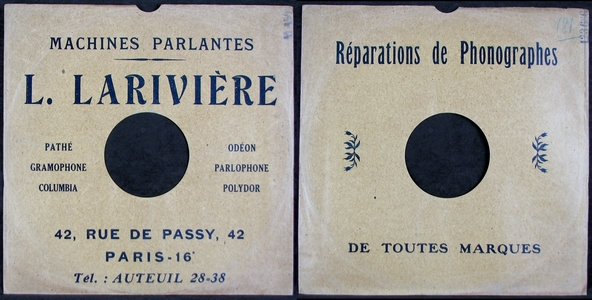 MACHINES PARLANTES
L. LARIVIÈRE
PATHÉ
GRAMOPHONE
COLUMBIA
ODÉON
PARLOPHONE
POLYDOR
42, RUE DE PASSY, 42
PARIS-16ᵉ
Tél. : AUTEUIL 28-38
Réparations de Phonographes
DE TOUTES MARQUES